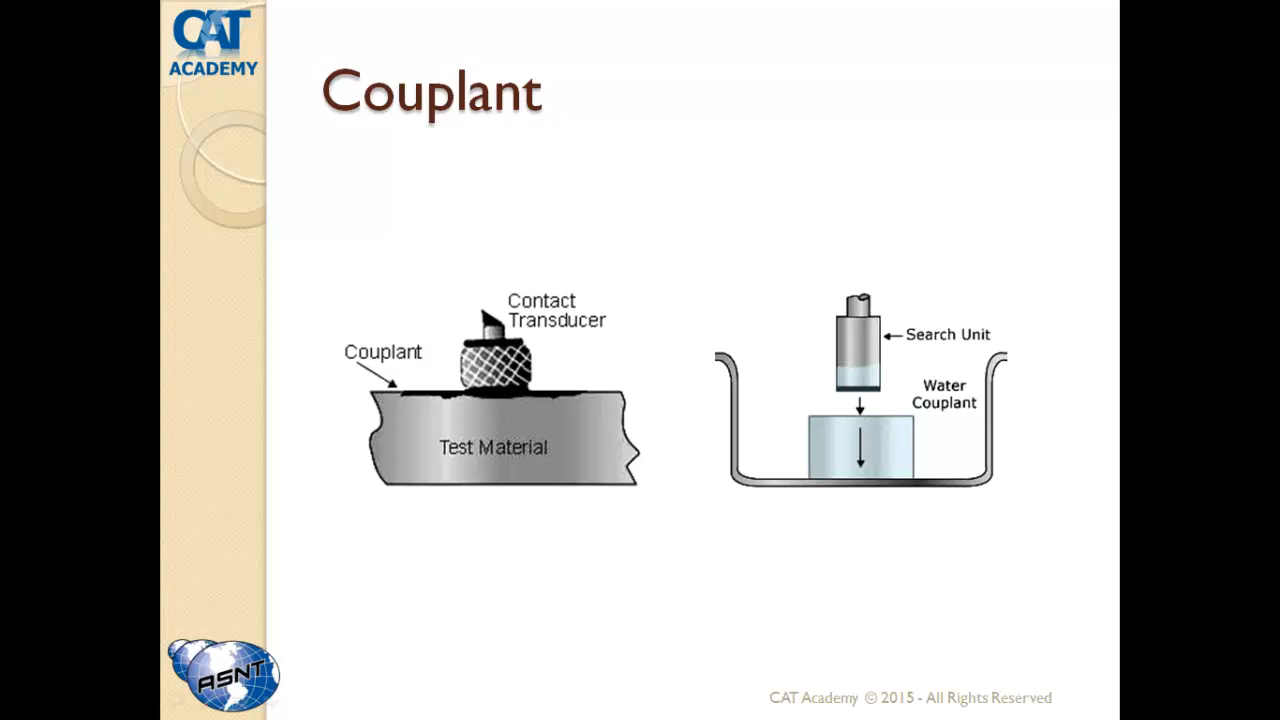 CAT
ACADEMY
Couplant
Contact
Transducer
Couplant
Test Material
Search Unit
Water
Couplant
ASNT
CAT Academy © 2015 - All Rights Reserved